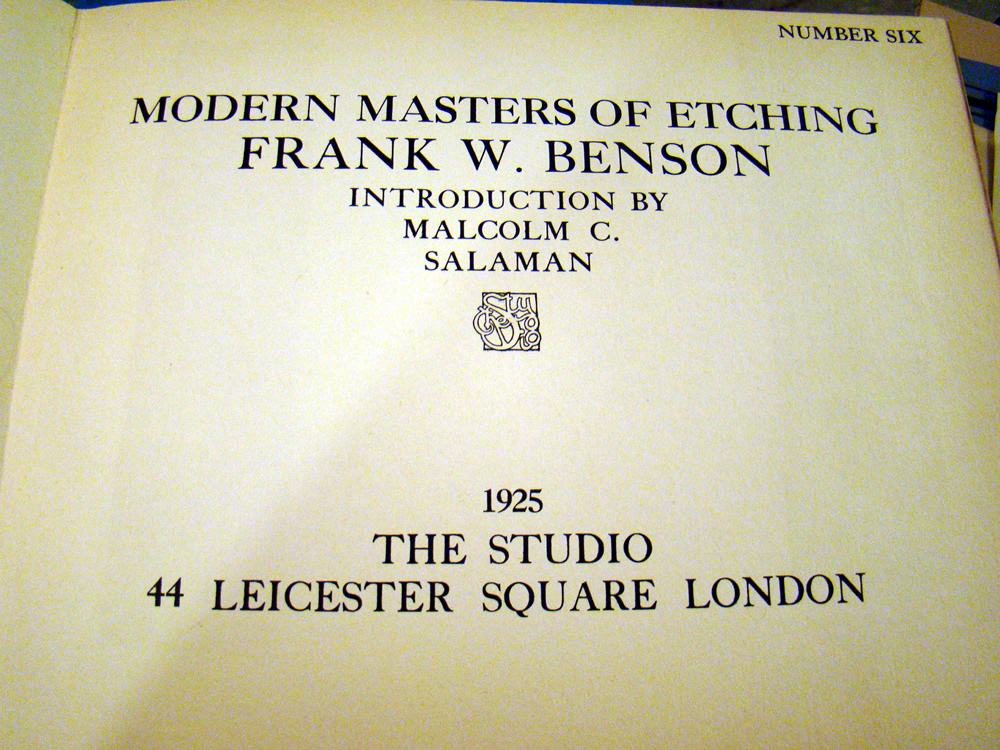 NUMBER SIX
MODERN MASTERS OF ETCHING
FRANK W. BENSON
INTRODUCTION BY
MALCOLM C.
SALAMAN
1925
THE STUDIO
44 LEICESTER SQUARE LONDON